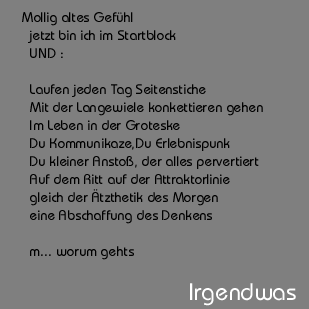 Mollig altes Gefühl
jetzt bin ich im Startblock
UND :
Laufen jeden Tag Seitenstiche
Mit der Langewiele konkettieren gehen
Im Leben in der Groteske
Du Kommunikaze,Du Erlebnispunk
Du kleiner Anstoß, der alles pervertiert
Auf dem Ritt auf der Attraktorlinie
gleich der Ätzthetik des Morgen
eine Abschaffung des Denkens
m... worum gehts
Irgendwas